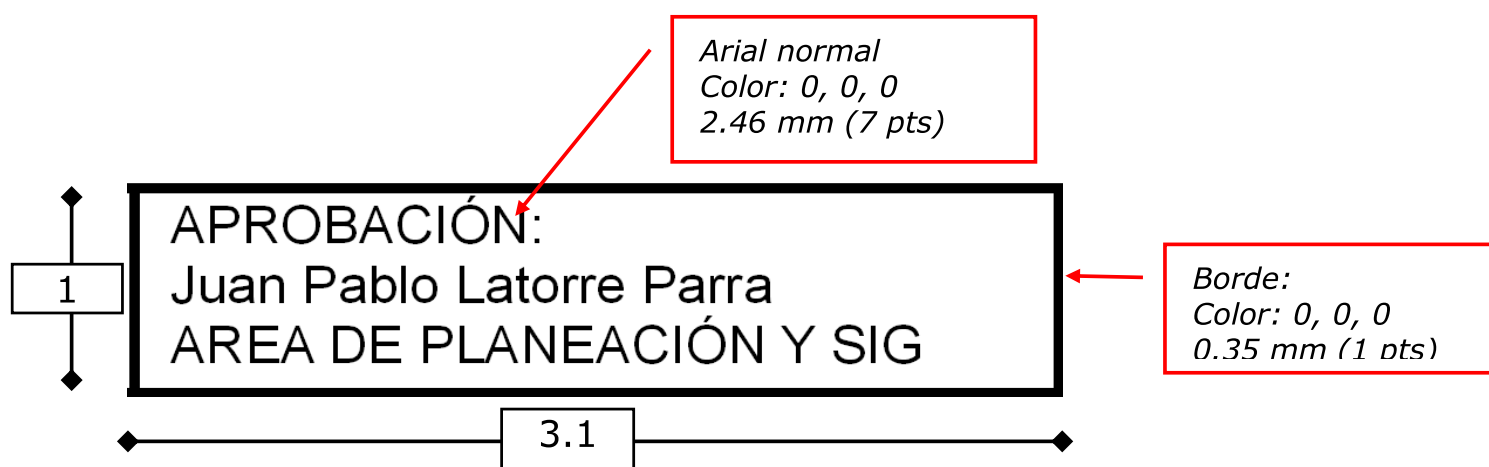 Arial normal
Color: 0, 0, 0
2.46 mm (7 pts)
APROBACIÓN:
Juan Pablo Latorre Parra
AREA DE PLANEACIÓN Y SIG
1
Borde:
Color: 0, 0, 0
0.35 mm (1 pts)
3.1